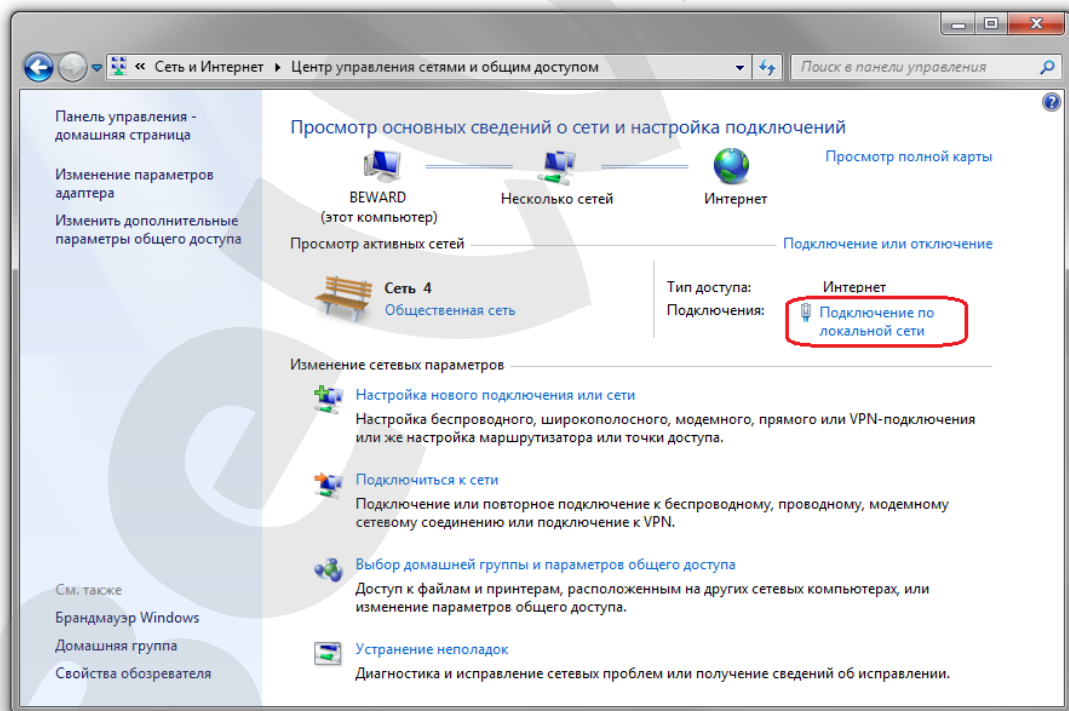 « Сеть и Интернет ▸ Центр управления сетями и общим доступом
Поиск в панели управления
Панель управления -
домашняя страница
Изменение параметров
адаптера
Изменить дополнительные
параметры общего доступа
См. также
Брандмауэр Windows
Домашняя группа
Свойства обозревателя
Просмотр основных сведений о сети и настройка подключений
Просмотр полной карты
BEWARD
(этот компьютер)
Несколько сетей
Интернет
Просмотр активных сетей
Подключение или отключение
Сеть 4
Общественная сеть
Тип доступа: Интернет
Подключения: Подключение по
локальной сети
Изменение сетевых параметров
Настройка нового подключения или сети
Настройка беспроводного, широкополосного, модемного, прямого или VPN-подключения
или же настройка маршрутизатора или точки доступа.
Подключиться к сети
Подключение или повторное подключение к беспроводному, проводному, модемному
сетевому соединению или подключение к VPN.
Выбор домашней группы и параметров общего доступа
Доступ к файлам и принтерам, расположенным на других сетевых компьютерах, или
изменение параметров общего доступа.
Устранение неполадок
Диагностика и исправление сетевых проблем или получение сведений об исправлении.